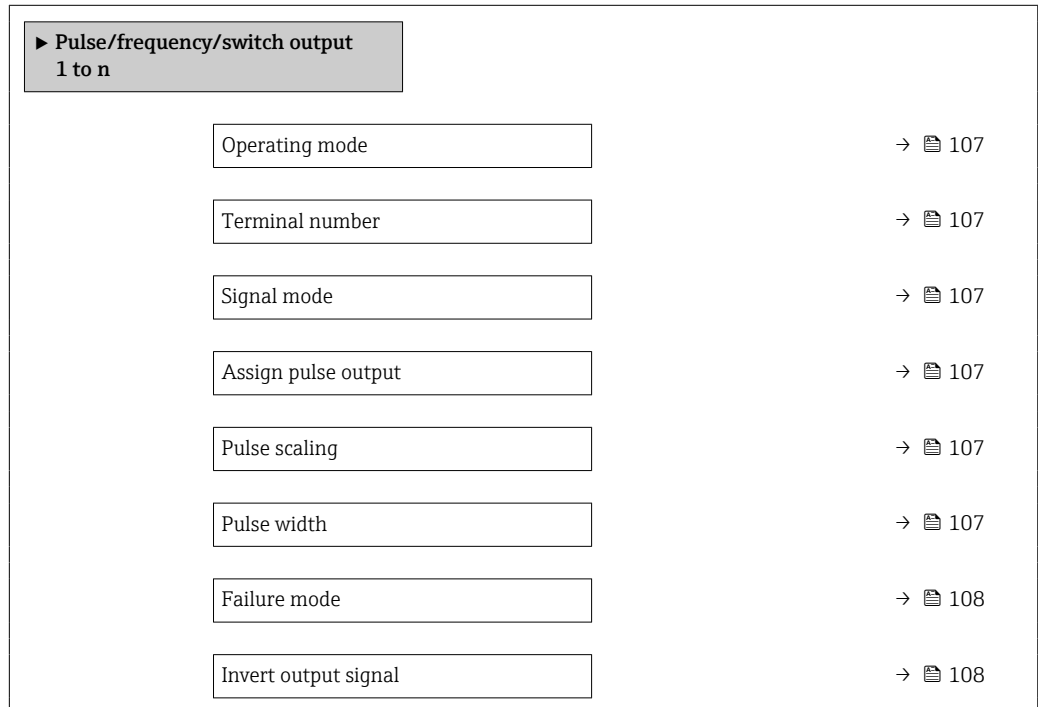 ► Pulse/frequency/switch output
1 to n
Operating mode → 107
Terminal number → 107
Signal mode → 107
Assign pulse output → 107
Pulse scaling → 107
Pulse width → 107
Failure mode → 108
Invert output signal → 108